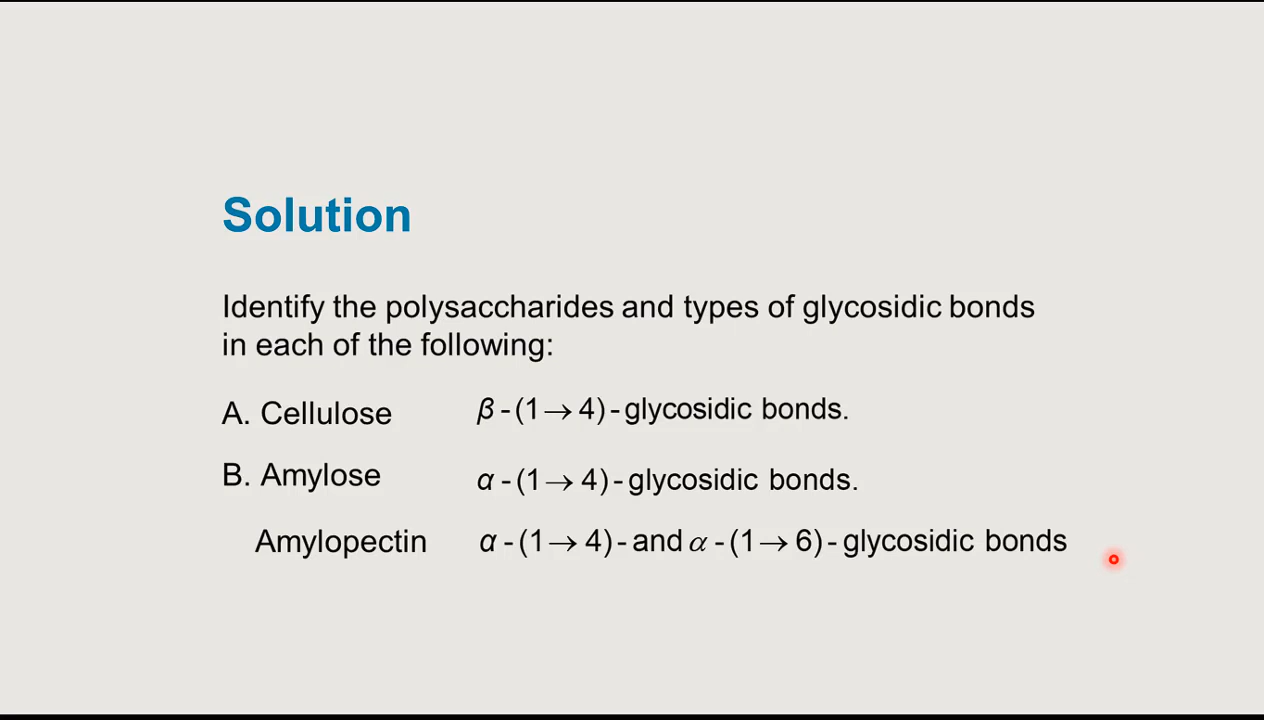 Solution
Identify the polysaccharides and types of glycosidic bonds
in each of the following:
A. Cellulose β - (1 → 4) - glycosidic bonds.
B. Amylose α - (1 → 4) - glycosidic bonds.
Amylopectin α - (1 → 4) - and α - (1 → 6) - glycosidic bonds